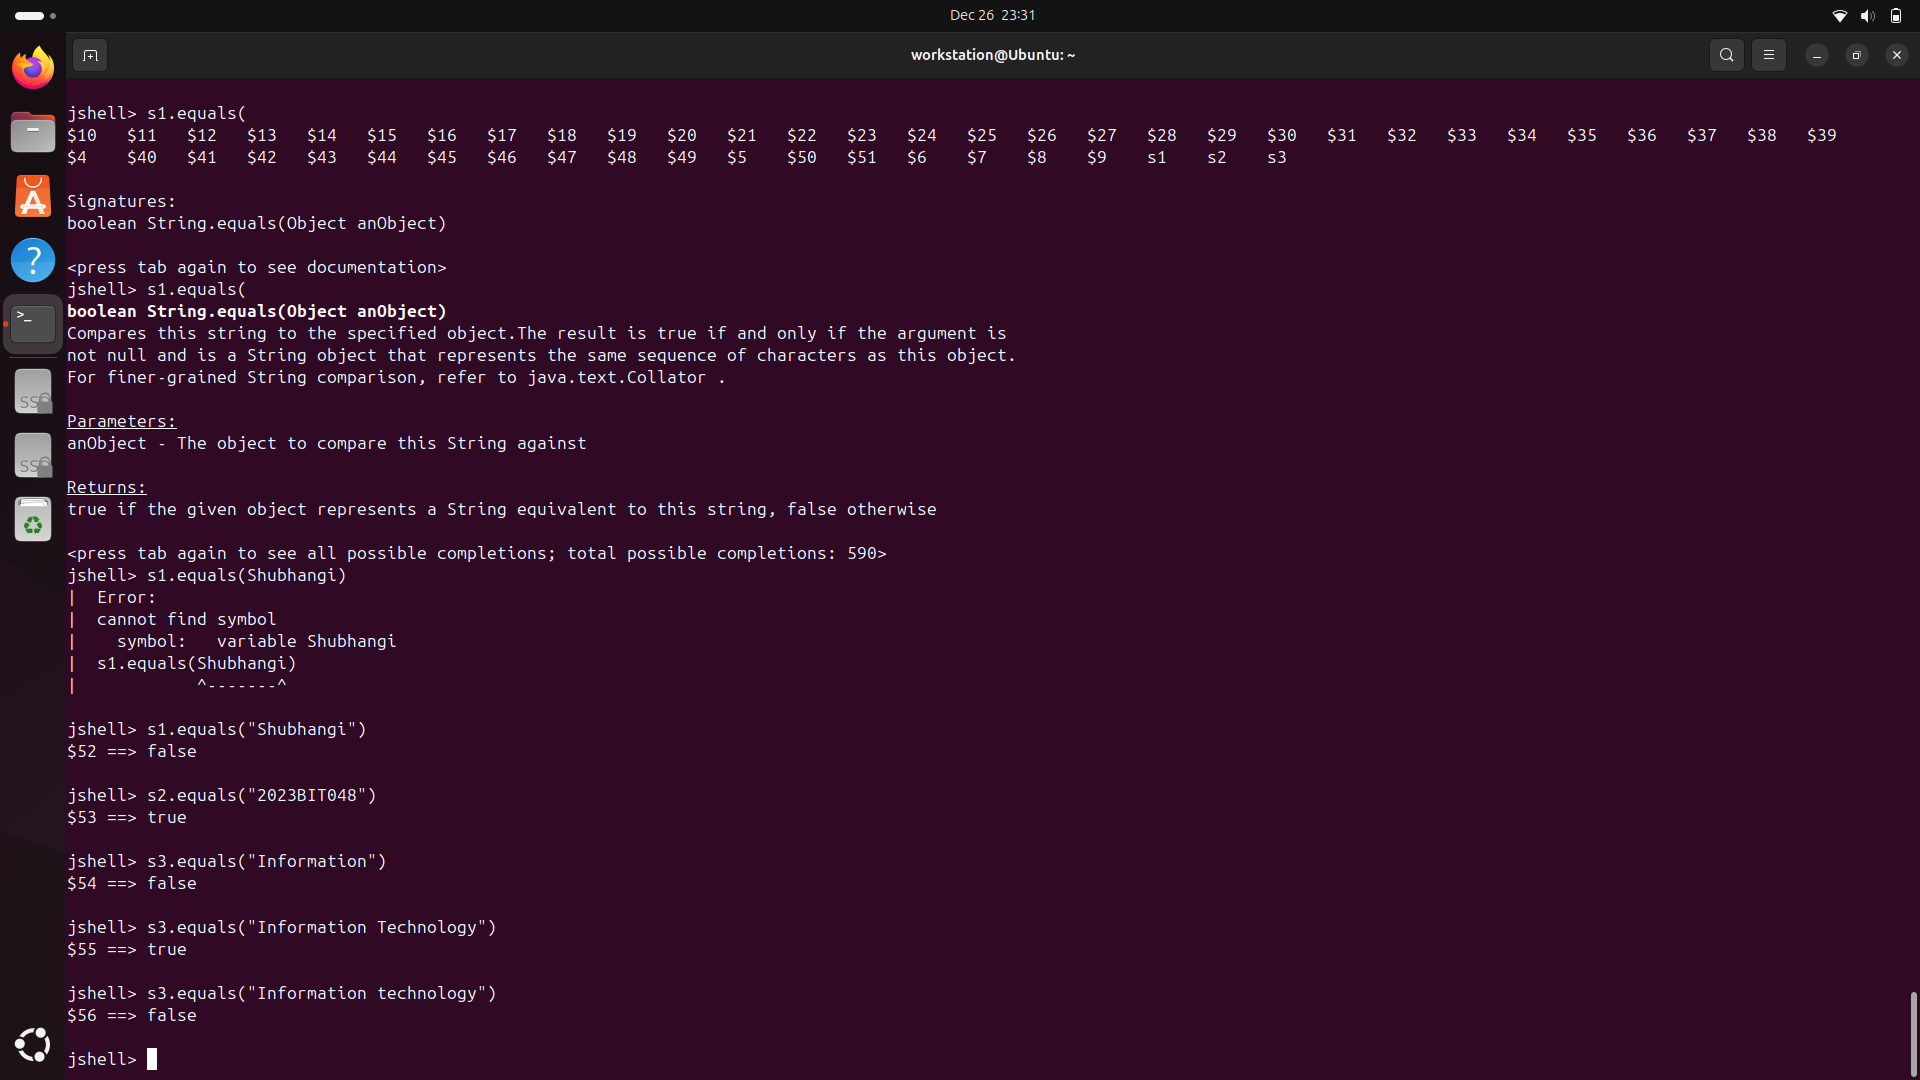 Dec 26 23:31
workstation@Ubuntu: ~
jshell> s1.equals(
$10 $11 $12 $13 $14 $15 $16 $17 $18 $19 $20 $21 $22 $23 $24 $25 $26 $27 $28 $29 $30 $31 $32 $33 $34 $35 $36 $37 $38 $39
$4 $40 $41 $42 $43 $44 $45 $46 $47 $48 $49 $5 $50 $51 $6 $7 $8 $9 s1 s2 s3
Signatures:
boolean String.equals(Object anObject)
<press tab again to see documentation>
jshell> s1.equals(
boolean String.equals(Object anObject)
Compares this string to the specified object.The result is true if and only if the argument is
not null and is a String object that represents the same sequence of characters as this object.
For finer-grained String comparison, refer to java.text.Collator .
Parameters:
anObject - The object to compare this String against
Returns:
true if the given object represents a String equivalent to this string, false otherwise
<press tab again to see all possible completions; total possible completions: 590>
jshell> s1.equals(Shubhangi)
| Error:
| cannot find symbol
| symbol: variable Shubhangi
| s1.equals(Shubhangi)
| ^-------^
jshell> s1.equals("Shubhangi")
$52 ==> false
jshell> s2.equals("2023BIT048")
$53 ==> true
jshell> s3.equals("Information")
$54 ==> false
jshell> s3.equals("Information Technology")
$55 ==> true
jshell> s3.equals("Information technology")
$56 ==> false
jshell>